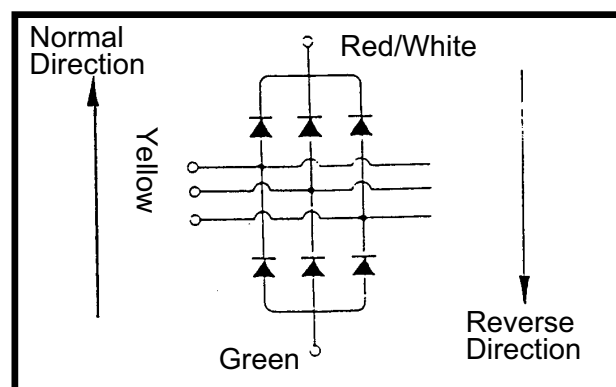 Normal
Direction
Red/White
Yellow
Green
Reverse
Direction